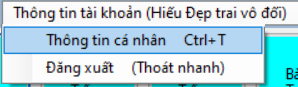 Thông tin tài khoản (Hiếu Đẹp trai vô đối)
Thông tin cá nhân Ctrl+T
Đăng xuất (Thoát nhanh)